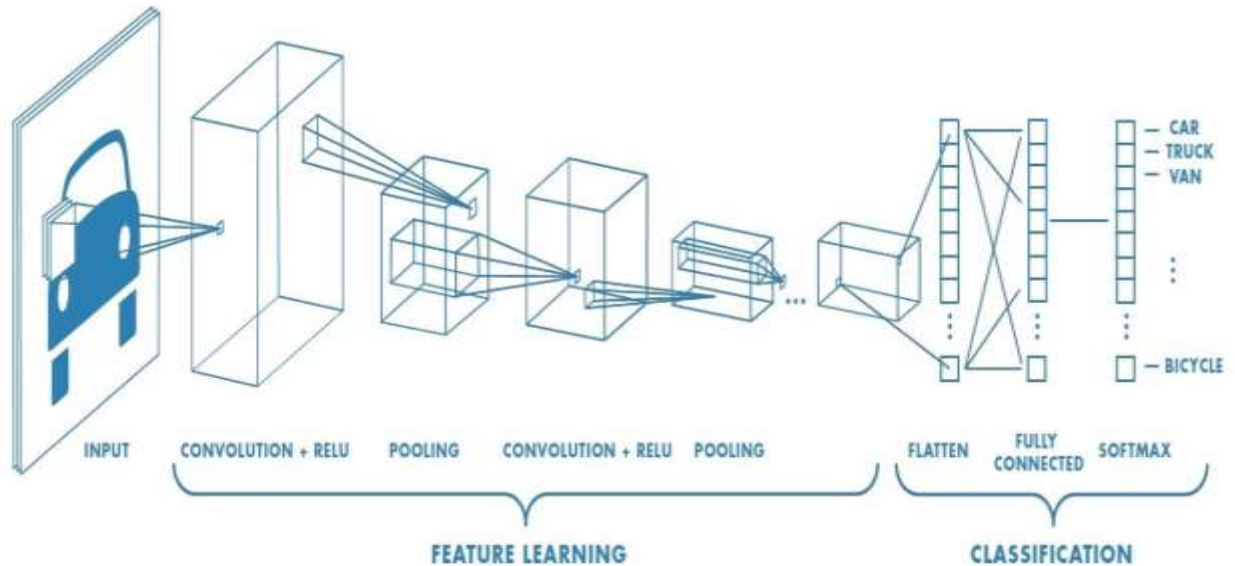 CAR
TRUCK
VAN
BICYCLE
INPUT
CONVOLUTION + RELU
POOLING
CONVOLUTION + RELU
POOLING
FLATTEN
FULLY
CONNECTED
SOFTMAX
FEATURE LEARNING
CLASSIFICATION